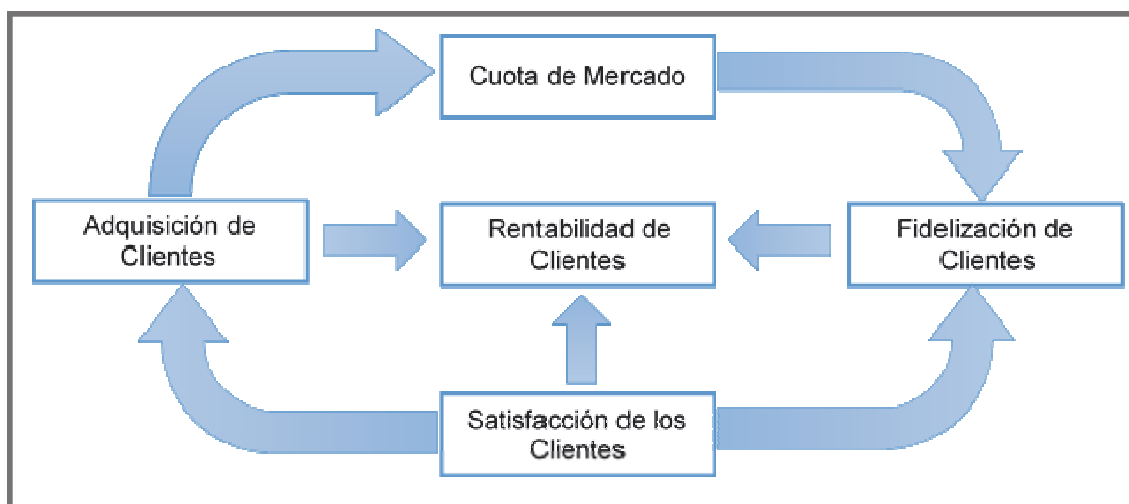 Cuota de Mercado
Adquisición de
Clientes
Rentabilidad de
Clientes
Fidelización de
Clientes
Satisfacción de los
Clientes